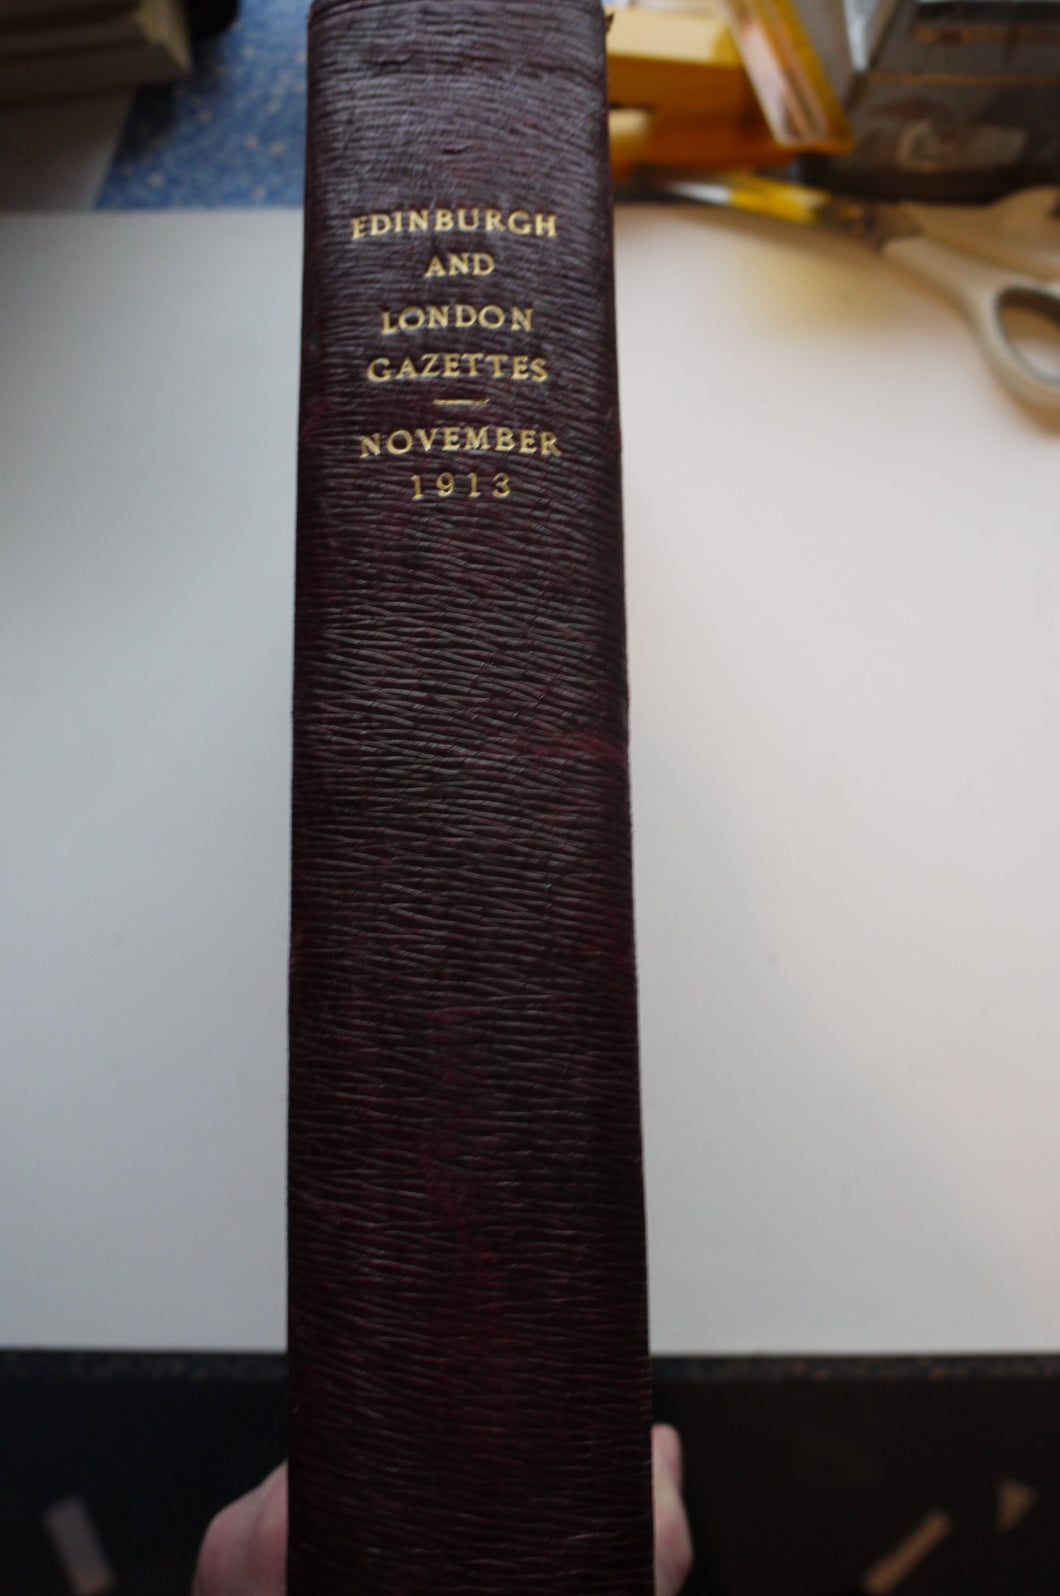 EDINBURGH
AND
LONDON
GAZETTES
NOVEMBER
1913